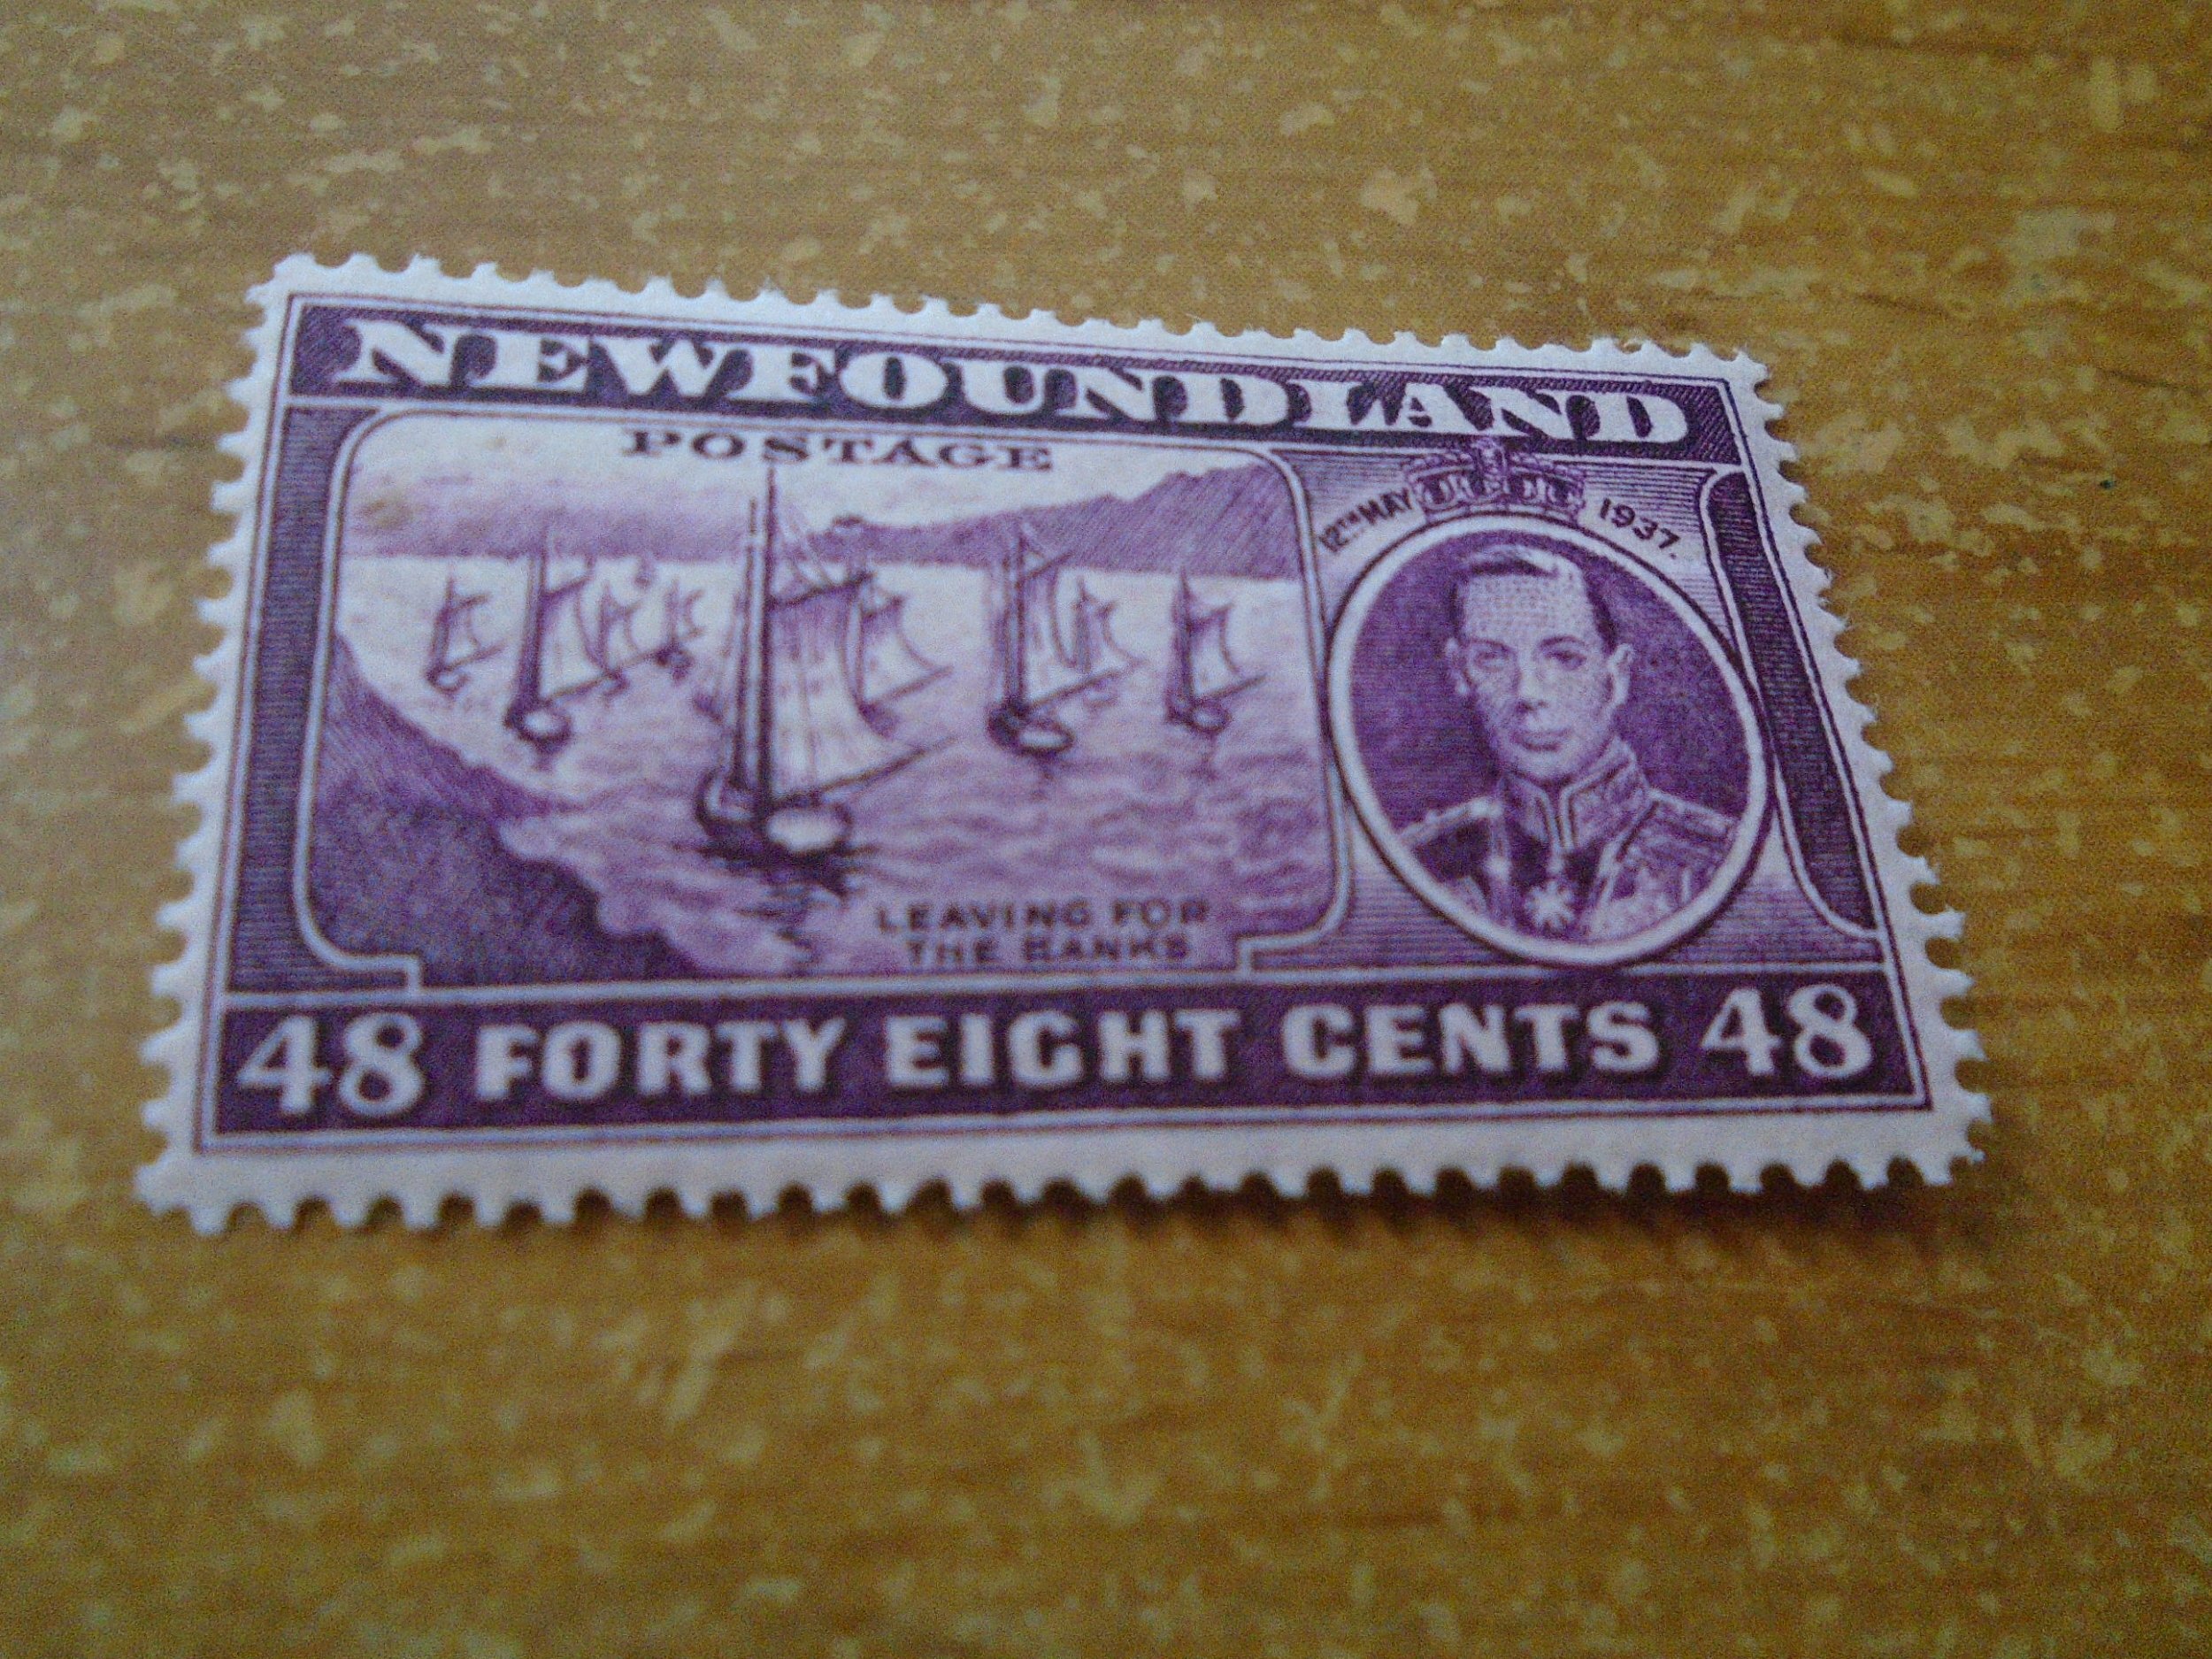 NEWFOUNDLAND
POSTAGE
12TH MAY 1937.
LEAVING FOR
THE BANKS
48 FORTY EIGHT CENTS 48